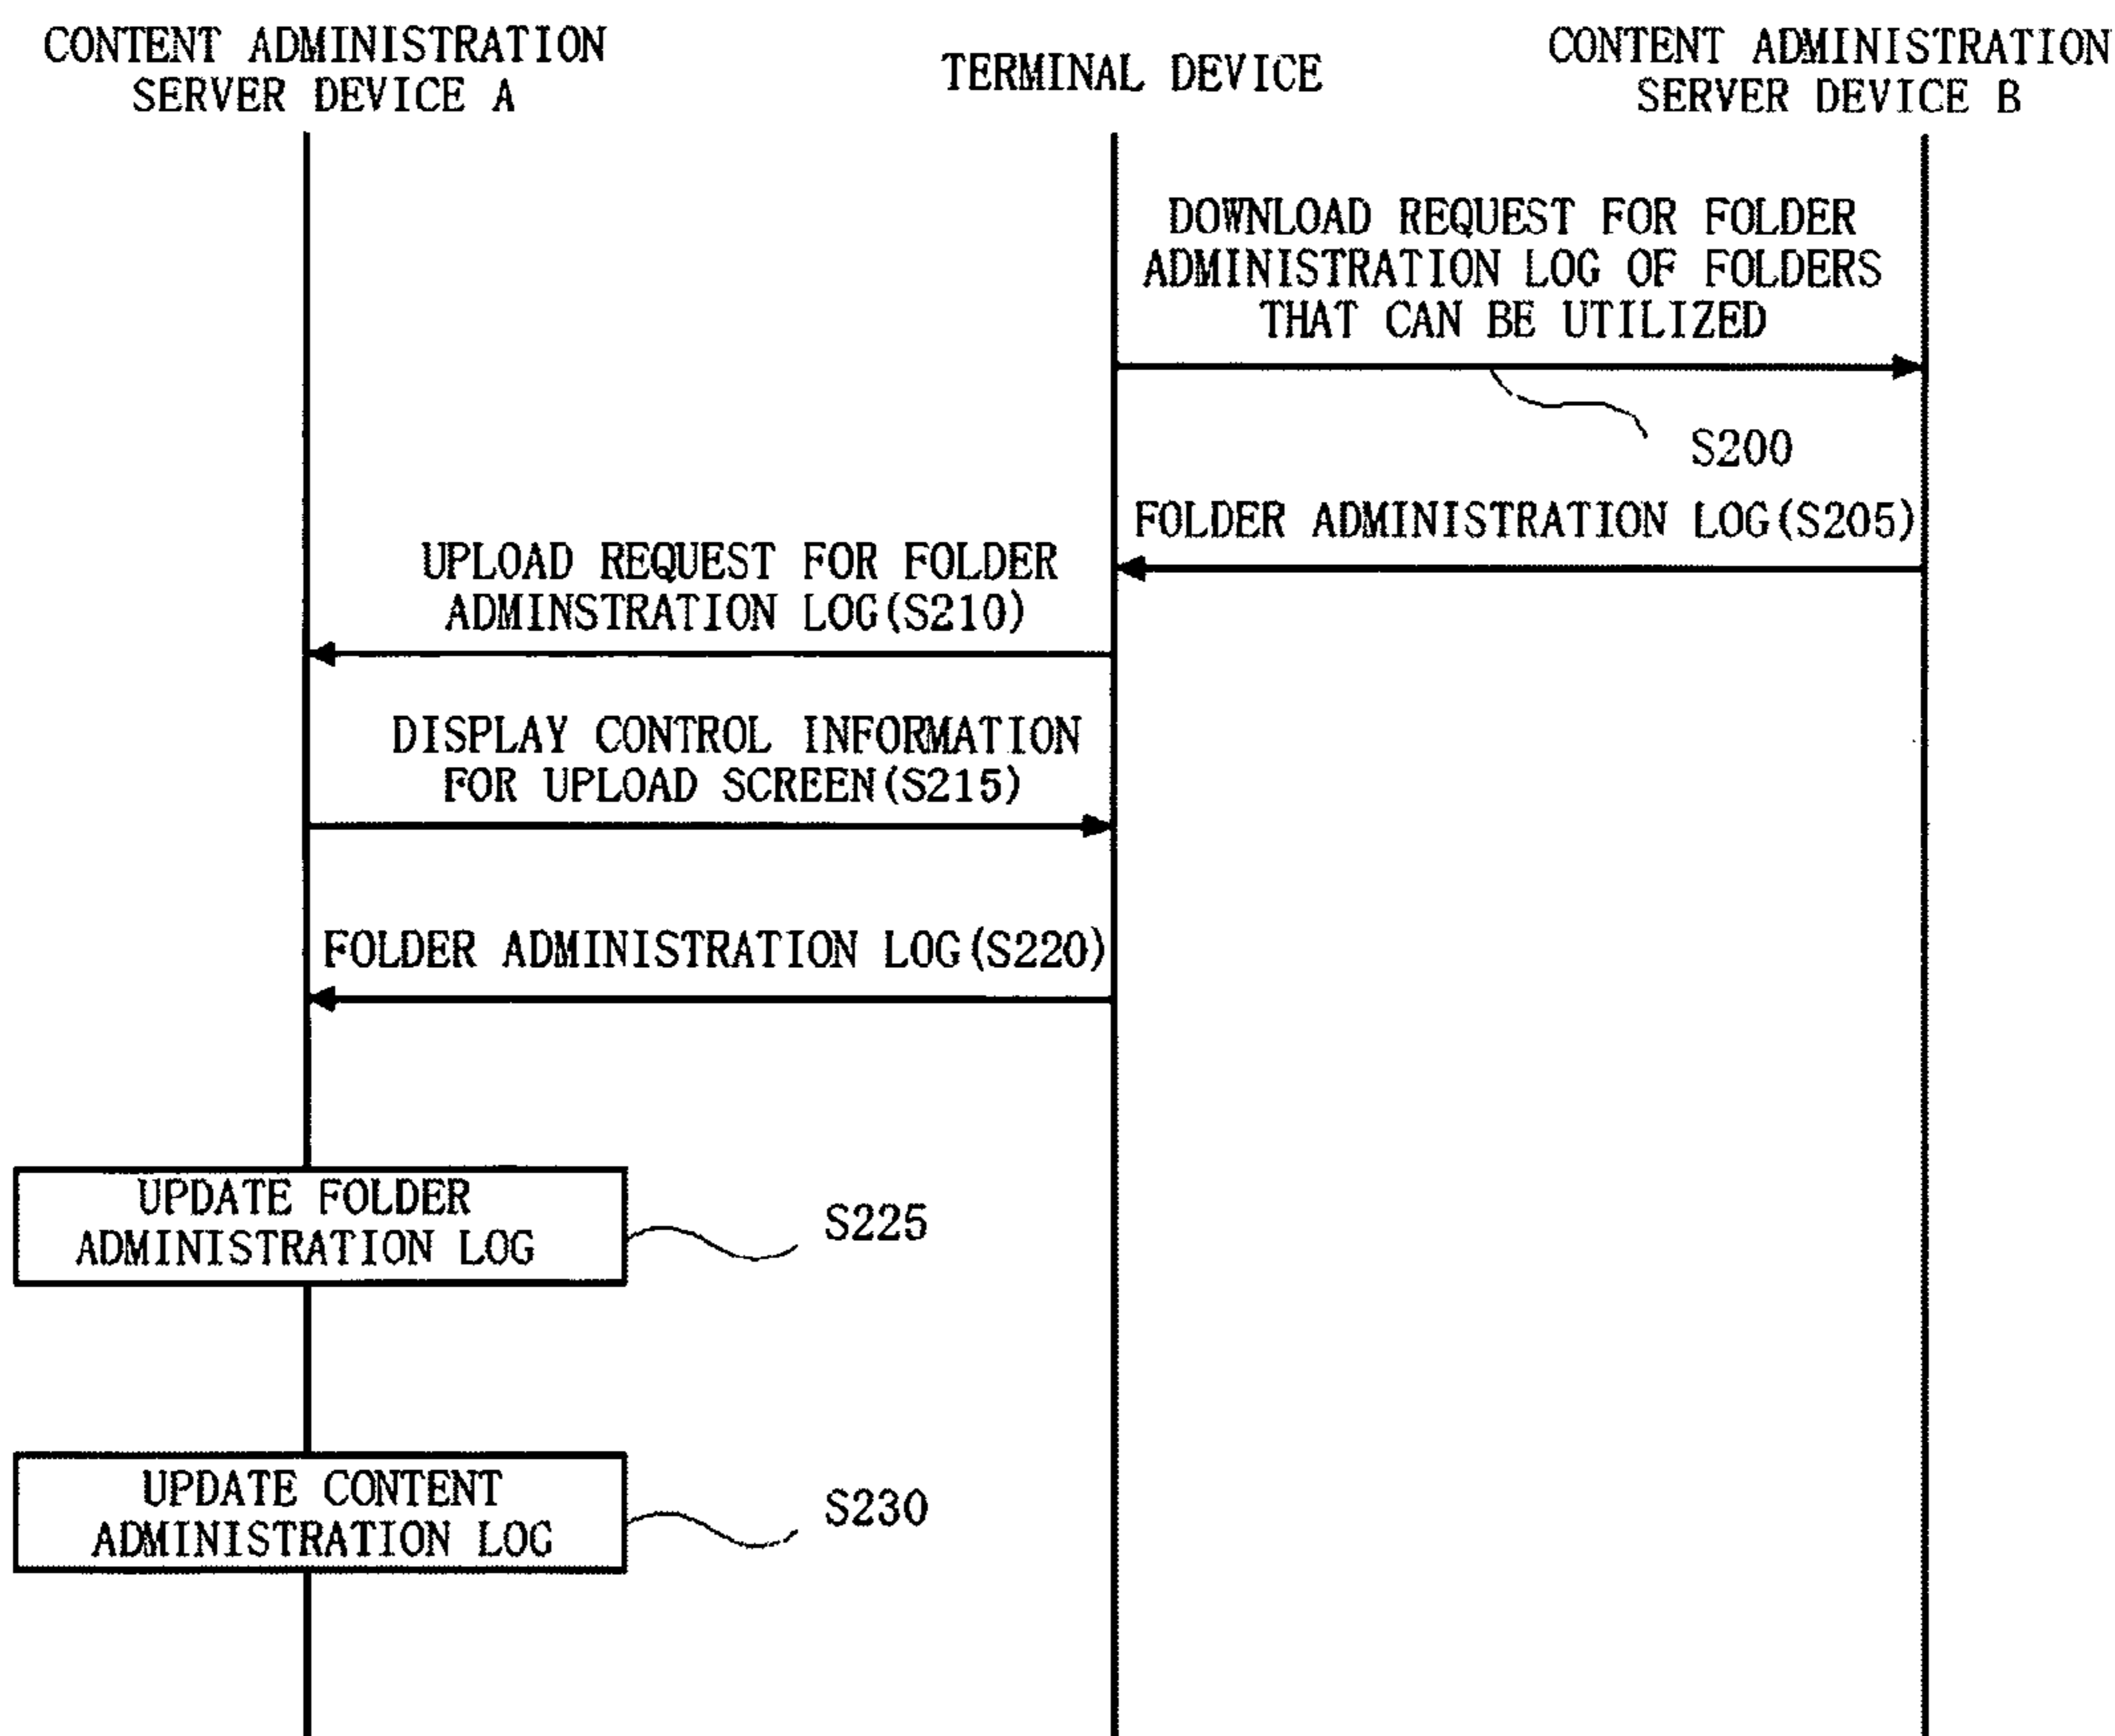 CONTENT ADMINISTRATION
SERVER DEVICE A
TERMINAL DEVICE
CONTENT ADMINISTRATION
SERVER DEVICE B
DOWNLOAD REQUEST FOR FOLDER
ADMINISTRATION LOG OF FOLDERS
THAT CAN BE UTILIZED
S200
FOLDER ADMINISTRATION LOG(S205)
UPLOAD REQUEST FOR FOLDER
ADMINSTRATION LOG(S210)
DISPLAY CONTROL INFORMATION
FOR UPLOAD SCREEN(S215)
FOLDER ADMINISTRATION LOG(S220)
UPDATE FOLDER
ADMINISTRATION LOG
S225
UPDATE CONTENT
ADMINISTRATION LOG
S230